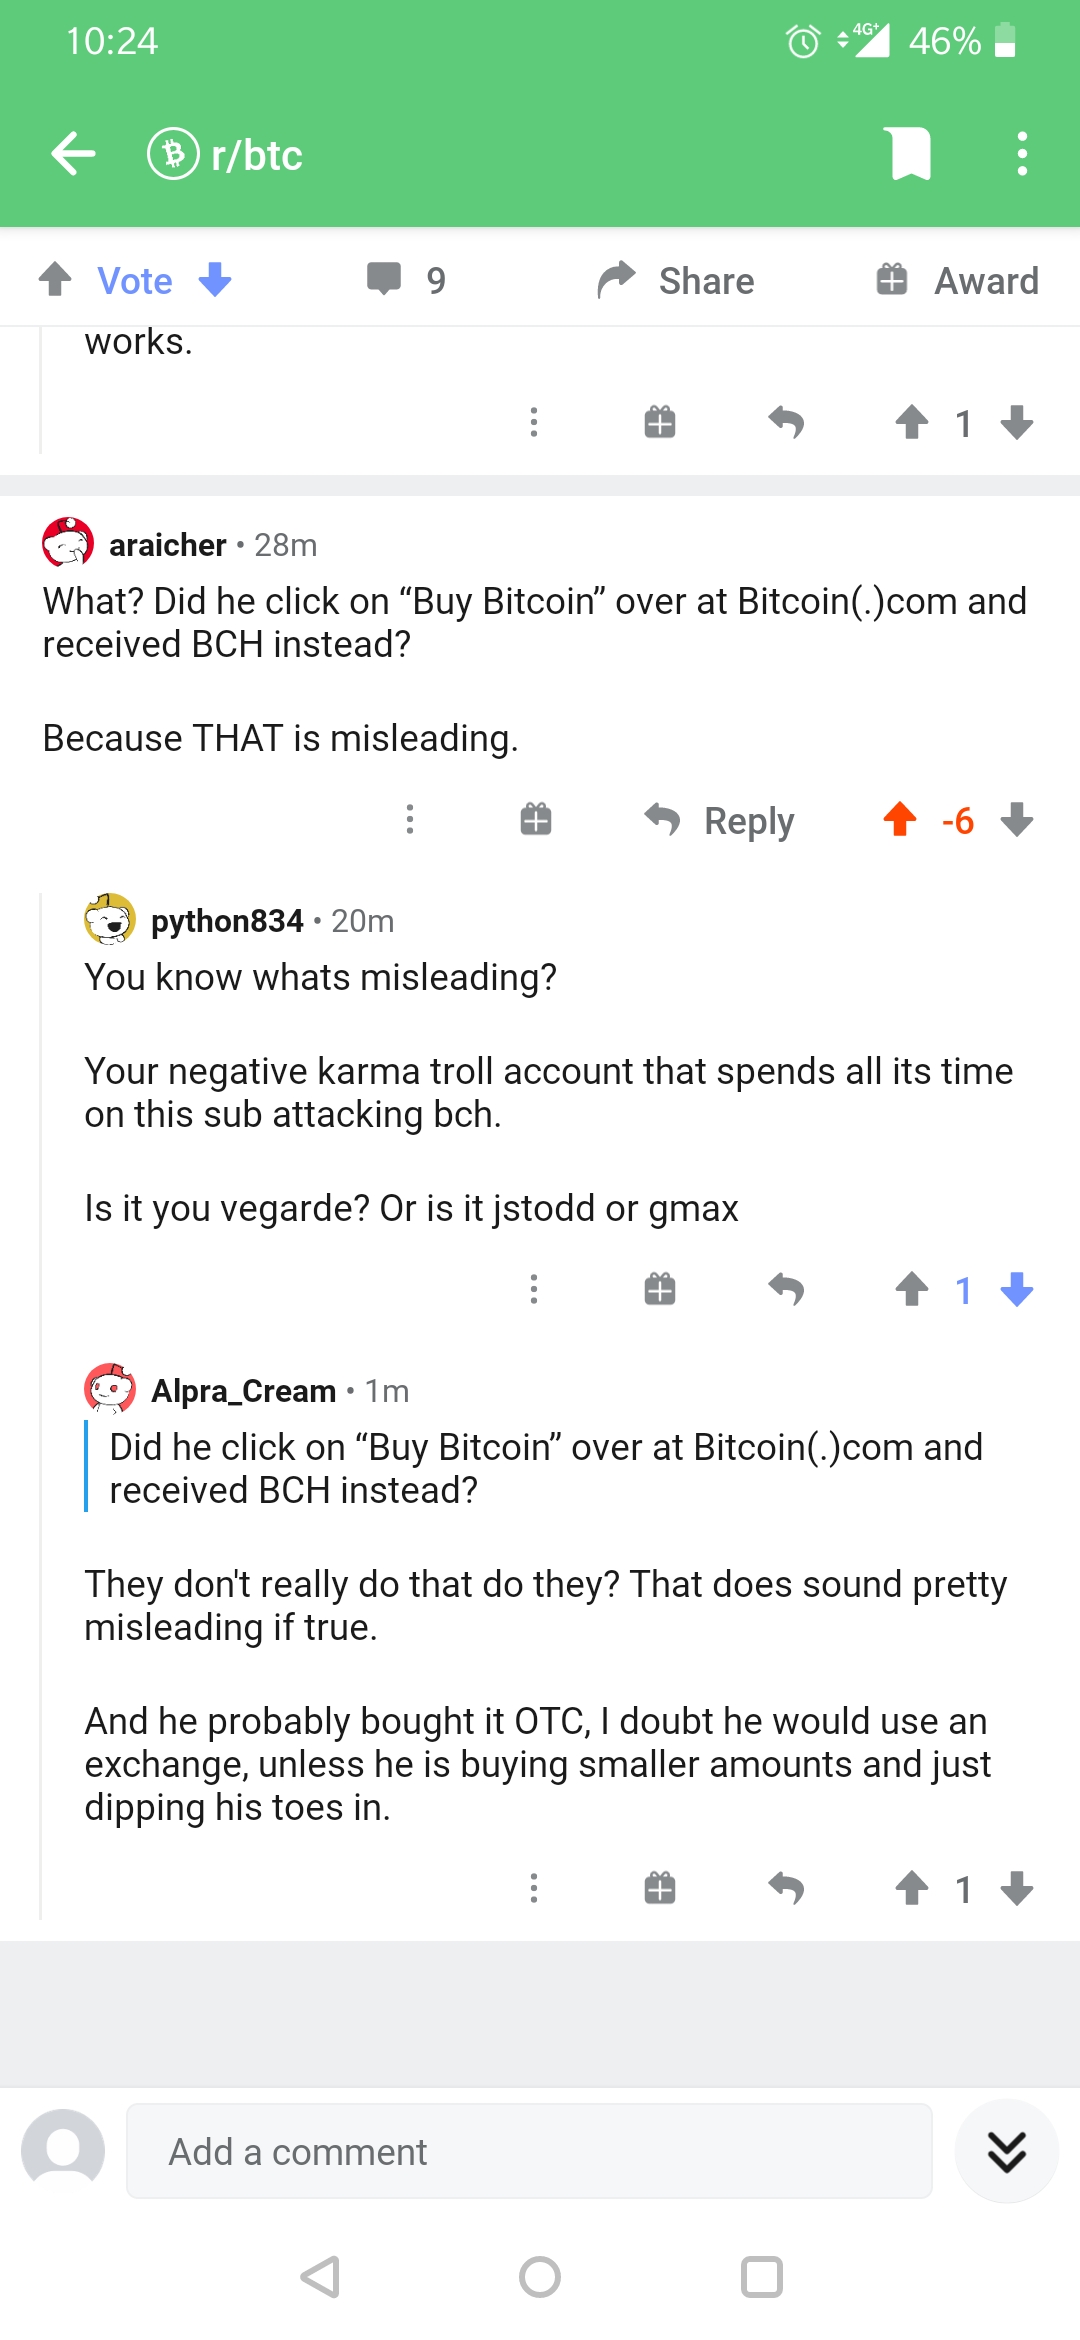 10:24
4G+ 46%
r/btc
Vote 9 Share Award
works.
1
araicher • 28m
What? Did he click on “Buy Bitcoin” over at Bitcoin(.)com and
received BCH instead?
Because THAT is misleading.
Reply -6
python834 • 20m
You know whats misleading?
Your negative karma troll account that spends all its time
on this sub attacking bch.
Is it you vegarde? Or is it jstodd or gmax
1
Alpra_Cream • 1m
Did he click on “Buy Bitcoin” over at Bitcoin(.)com and
received BCH instead?
They don't really do that do they? That does sound pretty
misleading if true.
And he probably bought it OTC, I doubt he would use an
exchange, unless he is buying smaller amounts and just
dipping his toes in.
1
Add a comment